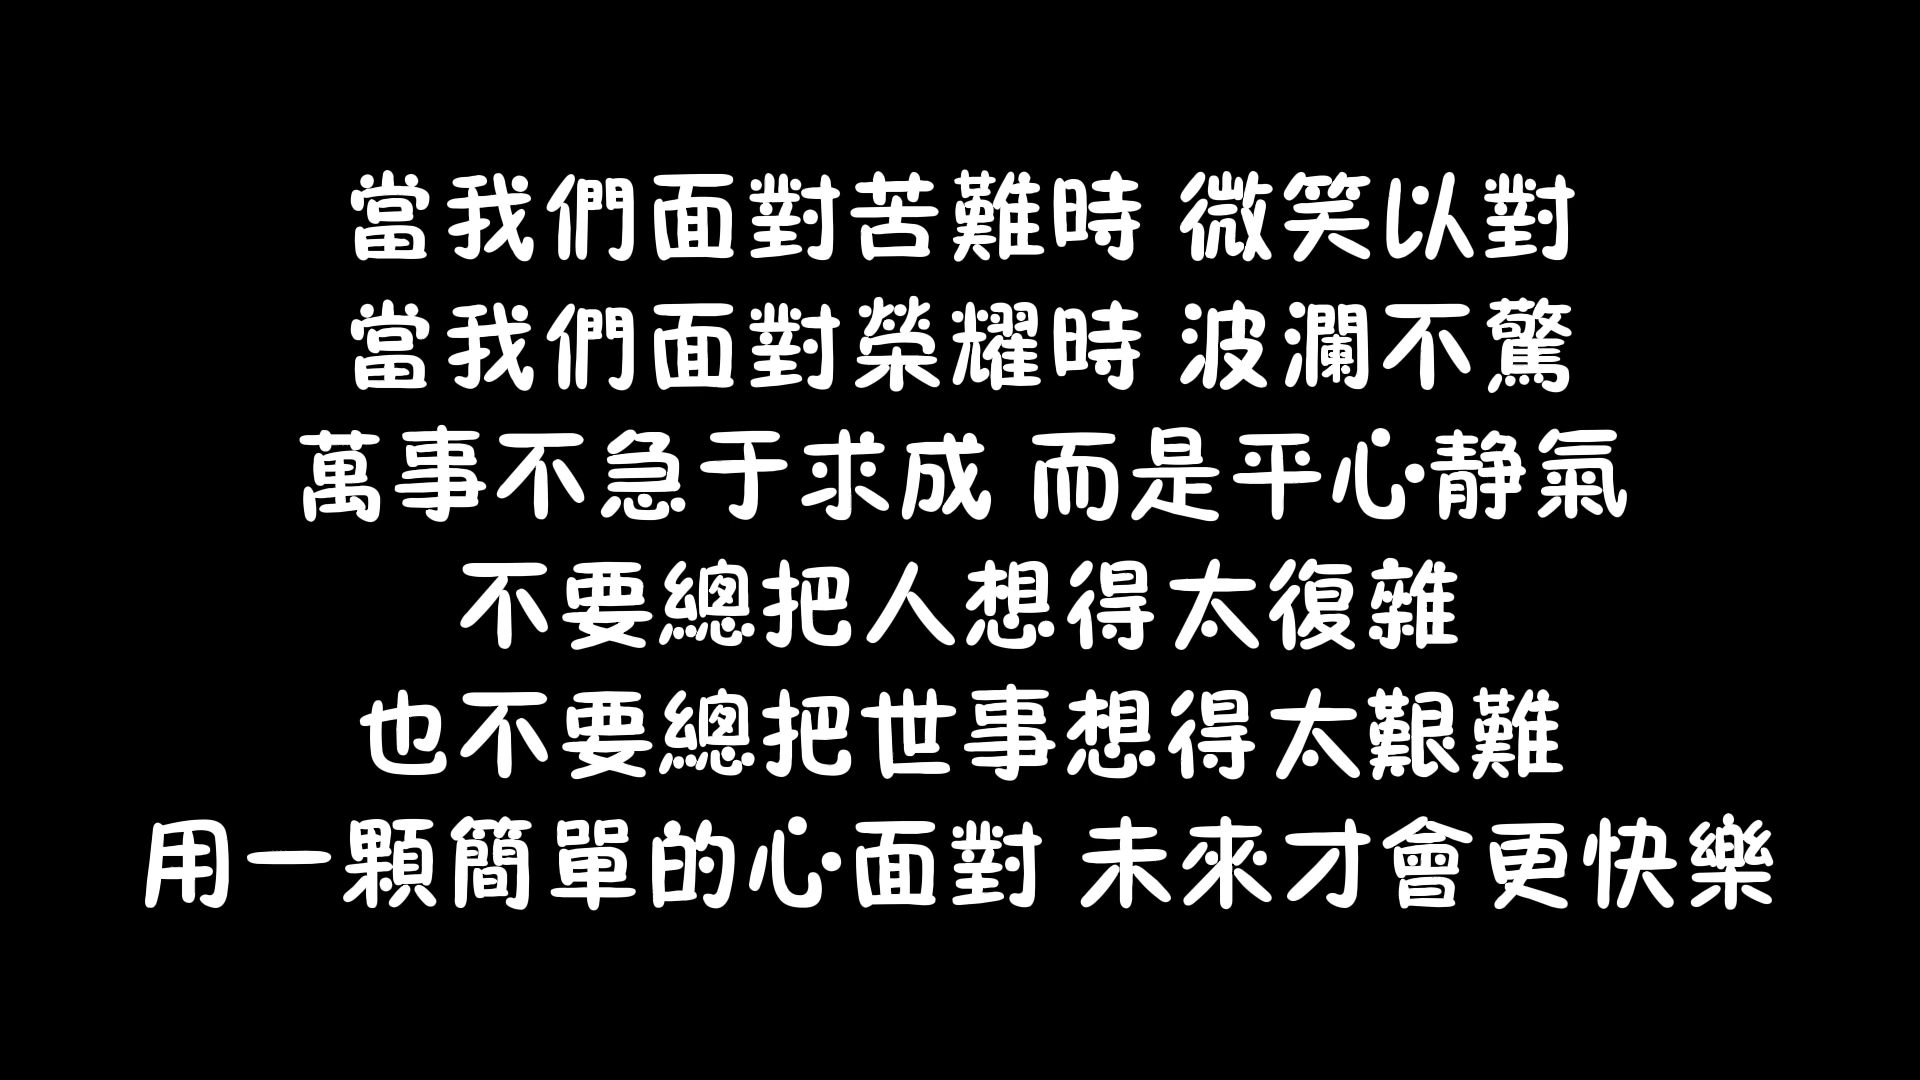 當我們面對苦難時 微笑以對
當我們面對榮耀時 波瀾不驚
萬事不急于求成 而是平心靜氣
不要總把人想得太復雜
也不要總把世事想得太艱難
用一顆簡單的心面對 未來才會更快樂